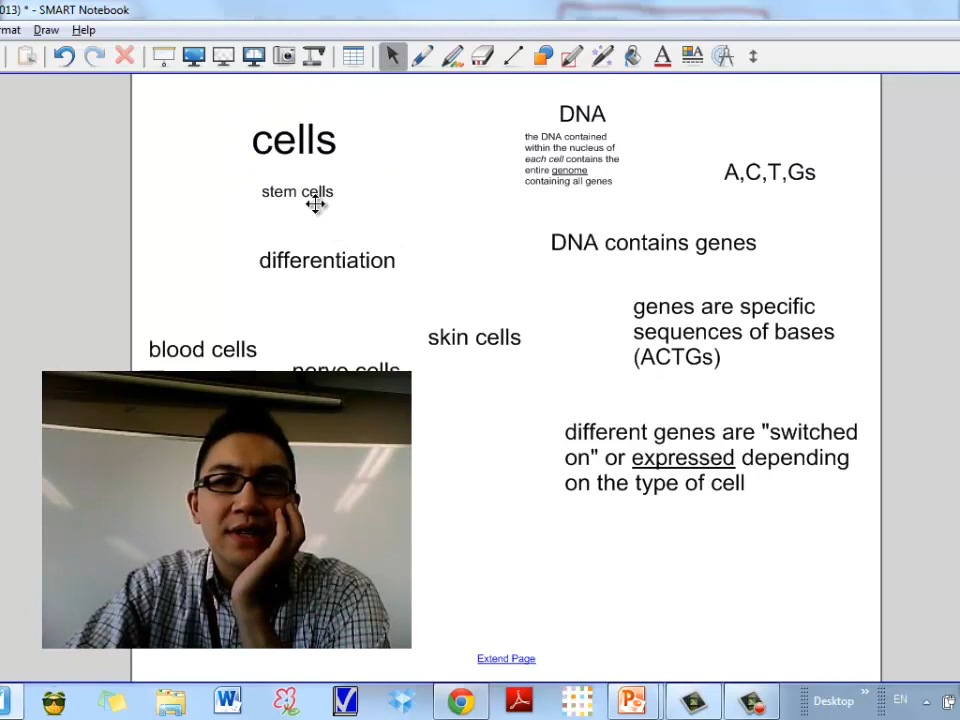 013) * - SMART Notebook
rmat Draw Help
cells
stem cells
differentiation
blood cells
nerve cells
skin cells
DNA
the DNA contained
within the nucleus of
each cell contains the
entire genome
containing all genes
A,C,T,Gs
DNA contains genes
genes are specific
sequences of bases
(ACTGs)
different genes are "switched
on" or expressed depending
on the type of cell
Extend Page
Desktop
EN